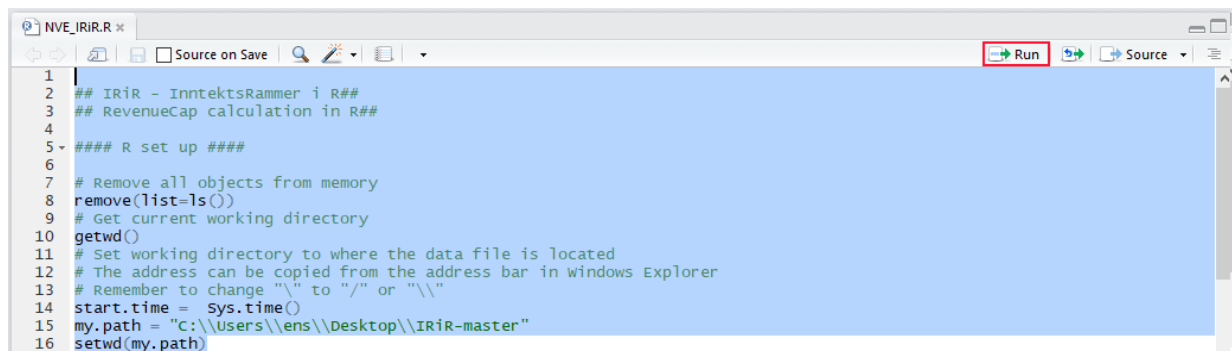 NVE_IRiR.R
Source on Save Run Source
1
2 ## IRiR - InntektsRammer i R##
3 ## RevenueCap calculation in R##
4
5 #### R set up ####
6
7 # Remove all objects from memory
8 remove(list=ls())
9 # Get current working directory
10 getwd()
11 # Set working directory to where the data file is located
12 # The address can be copied from the address bar in Windows Explorer
13 # Remember to change "\" to "/" or "\\"
14 start.time =  Sys.time()
15 my.path = "C:\\Users\\ens\\Desktop\\IRiR-master"
16 setwd(my.path)